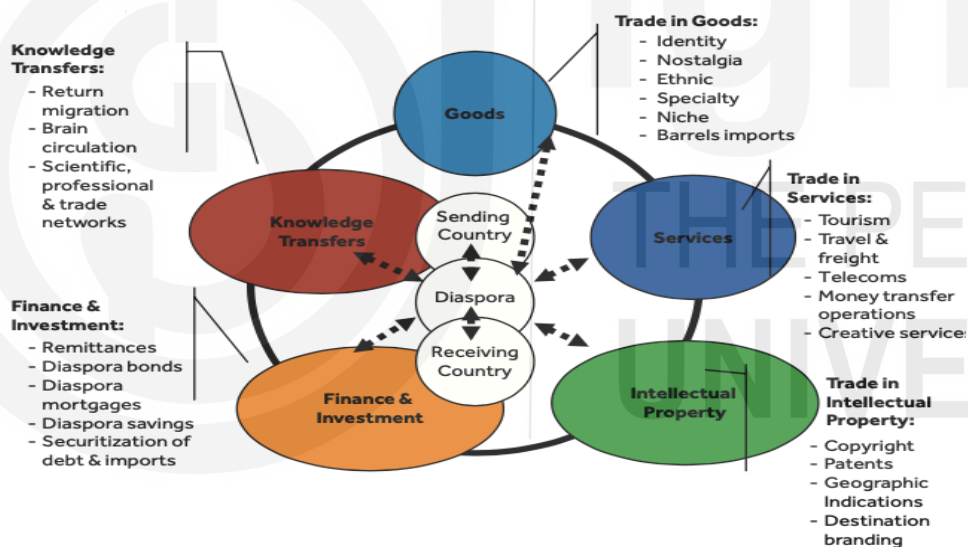 Knowledge
Transfers:
- Return
migration
- Brain
circulation
- Scientific,
professional
& trade
networks
Trade in Goods:
- Identity
- Nostalgia
- Ethnic
- Specialty
- Niche
- Barrels imports
Goods
Knowledge
Transfers
Sending
Country
Services
Trade in
Services:
- Tourism
- Travel &
freight
- Telecoms
- Money transfer
operations
- Creative services
Diaspora
Finance &
Investment:
- Remittances
- Diaspora bonds
- Diaspora
mortgages
- Diaspora savings
- Securitization of
debt & imports
Receiving
Country
Finance &
Investment
Intellectual
Property
Trade in
Intellectual
Property:
- Copyright
- Patents
- Geographic
Indications
- Destination
branding
THE PE
UNIVE